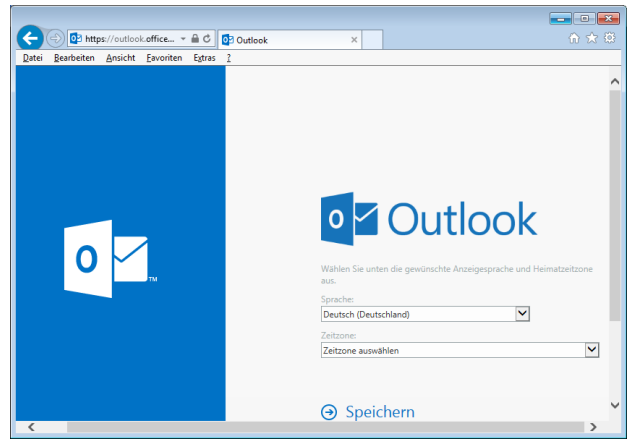 https://outlook.office... Outlook
Datei Bearbeiten Ansicht Favoriten Extras ?
Outlook
Wählen Sie unten die gewünschte Anzeigesprache und Heimatzeitzone
aus.
Sprache:
Deutsch (Deutschland)
Zeitzone:
Zeitzone auswählen
Speichern
O
TM